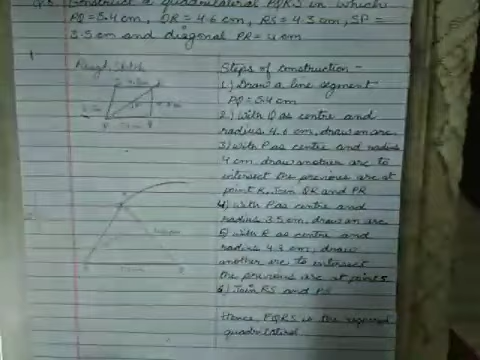 Construct a quadrilateral PQRS in which
PQ = 5.4 cm, QR = 4.6 cm, RS = 4.3 cm, SP =
3.5 cm and diagonal PR = 4 cm
Rough Sketch
Steps of construction -
1) Draw a line segment
PQ = 5.4 cm
2) With Q as centre and
radius 4.6 cm, draw an arc
3) With P as centre and radius
4 cm draw another arc to
intersect the previous arc at
point R. Join QR and PR
4) With P as centre and
radius 3.5 cm, draw an arc
5) With R as centre and
radius 4.3 cm, draw
another arc to intersect
the previous arc at point S.
6) Join RS and PS
Hence, PQRS is the required
quadrilateral